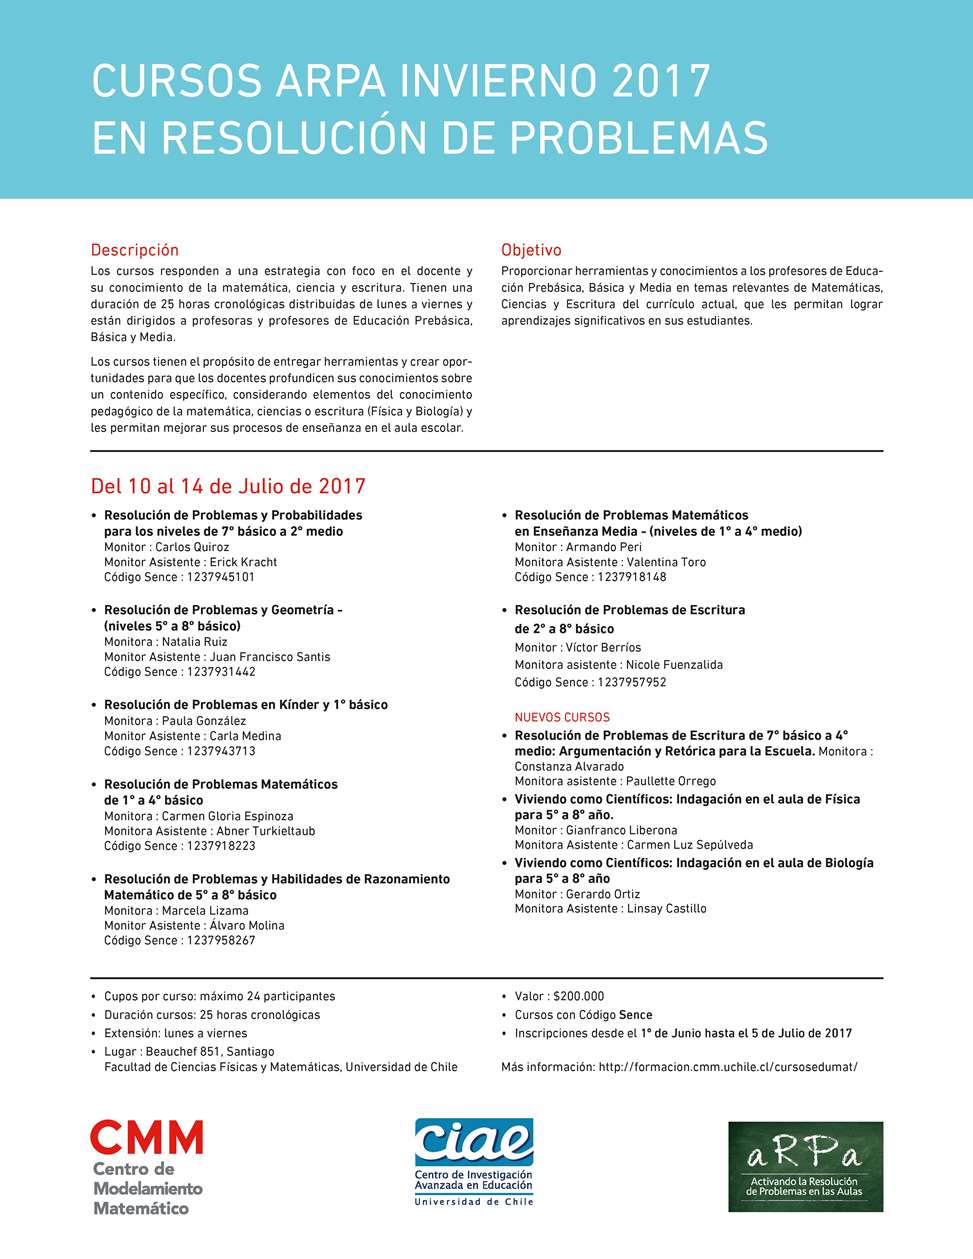 CURSOS ARPA INVIERNO 2017
EN RESOLUCIÓN DE PROBLEMAS
Descripción
Los cursos responden a una estrategia con foco en el docente y
su conocimiento de la matemática, ciencia y escritura. Tienen una
duración de 25 horas cronológicas distribuidas de lunes a viernes y
están dirigidos a profesoras y profesores de Educación Prebásica,
Básica y Media.
Los cursos tienen el propósito de entregar herramientas y crear opor-
tunidades para que los docentes profundicen sus conocimientos sobre
un contenido específico, considerando elementos del conocimiento
pedagógico de la matemática, ciencias o escritura (Física y Biología) y
les permitan mejorar sus procesos de enseñanza en el aula escolar.
Objetivo
Proporcionar herramientas y conocimientos a los profesores de Educa-
ción Prebásica, Básica y Media en temas relevantes de Matemáticas,
Ciencias y Escritura del currículo actual, que les permitan lograr
aprendizajes significativos en sus estudiantes.
Del 10 al 14 de Julio de 2017
• Resolución de Problemas y Probabilidades
para los niveles de 7° básico a 2° medio
Monitor : Carlos Quiroz
Monitor Asistente : Erick Kracht
Código Sence : 1237945101
• Resolución de Problemas y Geometría -
(niveles 5° a 8° básico)
Monitora : Natalia Ruiz
Monitor Asistente : Juan Francisco Santis
Código Sence : 1237931442
• Resolución de Problemas en Kínder y 1° básico
Monitora : Paula González
Monitor Asistente : Carla Medina
Código Sence : 1237943713
• Resolución de Problemas Matemáticos
de 1° a 4° básico
Monitora : Carmen Gloria Espinoza
Monitora Asistente : Abner Turkieltaub
Código Sence : 1237918223
• Resolución de Problemas y Habilidades de Razonamiento
Matemático de 5° a 8° básico
Monitora : Marcela Lizama
Monitor Asistente : Álvaro Molina
Código Sence : 1237958267
• Resolución de Problemas Matemáticos
en Enseñanza Media - (niveles de 1° a 4° medio)
Monitor : Armando Peri
Monitora Asistente : Valentina Toro
Código Sence : 1237918148
• Resolución de Problemas de Escritura
de 2° a 8° básico
Monitor : Víctor Berríos
Monitora asistente : Nicole Fuenzalida
Código Sence : 1237957952
NUEVOS CURSOS
• Resolución de Problemas de Escritura de 7° básico a 4°
medio: Argumentación y Retórica para la Escuela. Monitora :
Constanza Alvarado
Monitora asistente : Paullette Orrego
• Viviendo como Científicos: Indagación en el aula de Física
para 5° a 8° año.
Monitor : Gianfranco Liberona
Monitora Asistente : Carmen Luz Sepúlveda
• Viviendo como Científicos: Indagación en el aula de Biología
para 5° a 8° año
Monitor : Gerardo Ortiz
Monitora Asistente : Linsay Castillo
• Cupos por curso: máximo 24 participantes
• Duración cursos: 25 horas cronológicas
• Extensión: lunes a viernes
• Lugar : Beauchef 851, Santiago
Facultad de Ciencias Físicas y Matemáticas, Universidad de Chile
• Valor : $200.000
• Cursos con Código Sence
• Inscripciones desde el 1º de Junio hasta el 5 de Julio de 2017
Más información: http://formacion.cmm.uchile.cl/cursosedumat/
CMM
Centro de
Modelamiento
Matemático
ciae
Centro de Investigación
Avanzada en Educación
Universidad de Chile
aRPa
Activando la Resolución
de Problemas en las Aulas